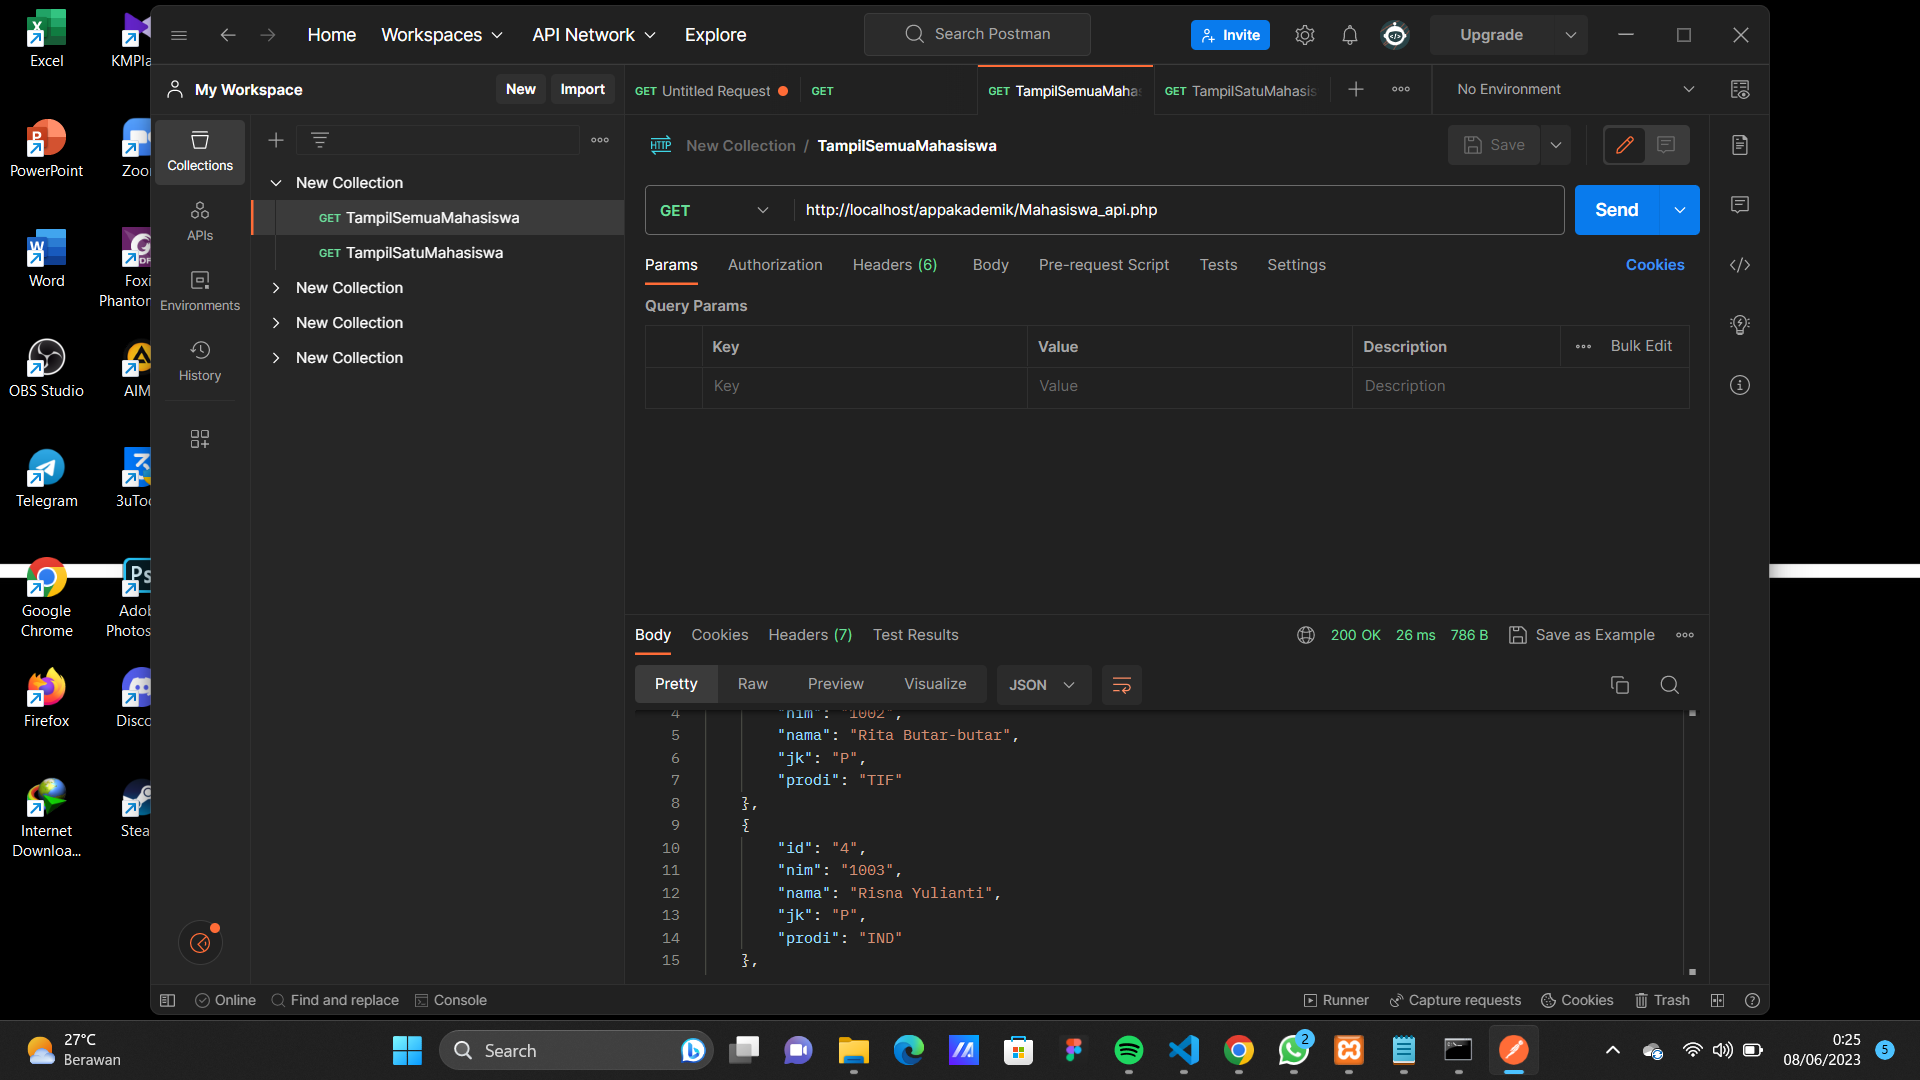 Excel
PowerPoint
Word
OBS Studio
Telegram
Google Chrome
Firefox
Internet Downloa...
KMPla
Zoo
Foxi
Phantom
AIM
3uToo
Adob
Photos
Disco
Stea
Home
Workspaces
API Network
Explore
Search Postman
Invite
Upgrade
My Workspace
New
Import
GET Untitled Request
GET
GET TampilSemuaMaha
GET TampilSatuMahasis
No Environment
Collections
APIs
Environments
History
New Collection
GET TampilSemuaMahasiswa
GET TampilSatuMahasiswa
New Collection
New Collection
New Collection
HTTP New Collection / TampilSemuaMahasiswa
Save
GET
http://localhost/appakademik/Mahasiswa_api.php
Send
Params
Authorization
Headers (6)
Body
Pre-request Script
Tests
Settings
Cookies
Query Params
Key Value Description Bulk Edit
Key Value Description
Body
Cookies
Headers (7)
Test Results
200 OK 26 ms 786 B
Save as Example
Pretty
Raw
Preview
Visualize
JSON
4 "nim": "1002",
5 "nama": "Rita Butar-butar",
6 "jk": "P",
7 "prodi": "TIF"
8 },
9 {
10 "id": "4",
11 "nim": "1003",
12 "nama": "Risna Yulianti",
13 "jk": "P",
14 "prodi": "IND"
15 },
Online
Find and replace
Console
Runner
Capture requests
Cookies
Trash
27°C
Berawan
Search
2
0:25
08/06/2023
5